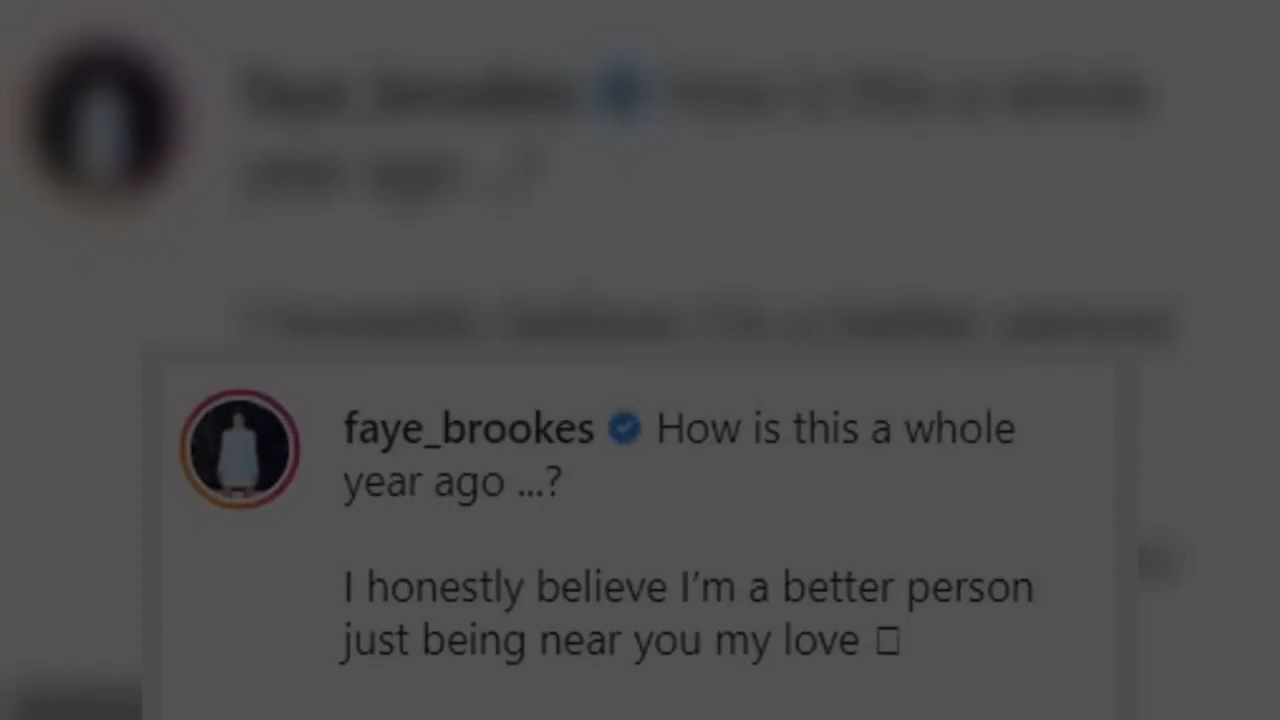 faye_brookes How is this a whole
year ago ...?
I honestly believe I'm a better person
just being near you my love